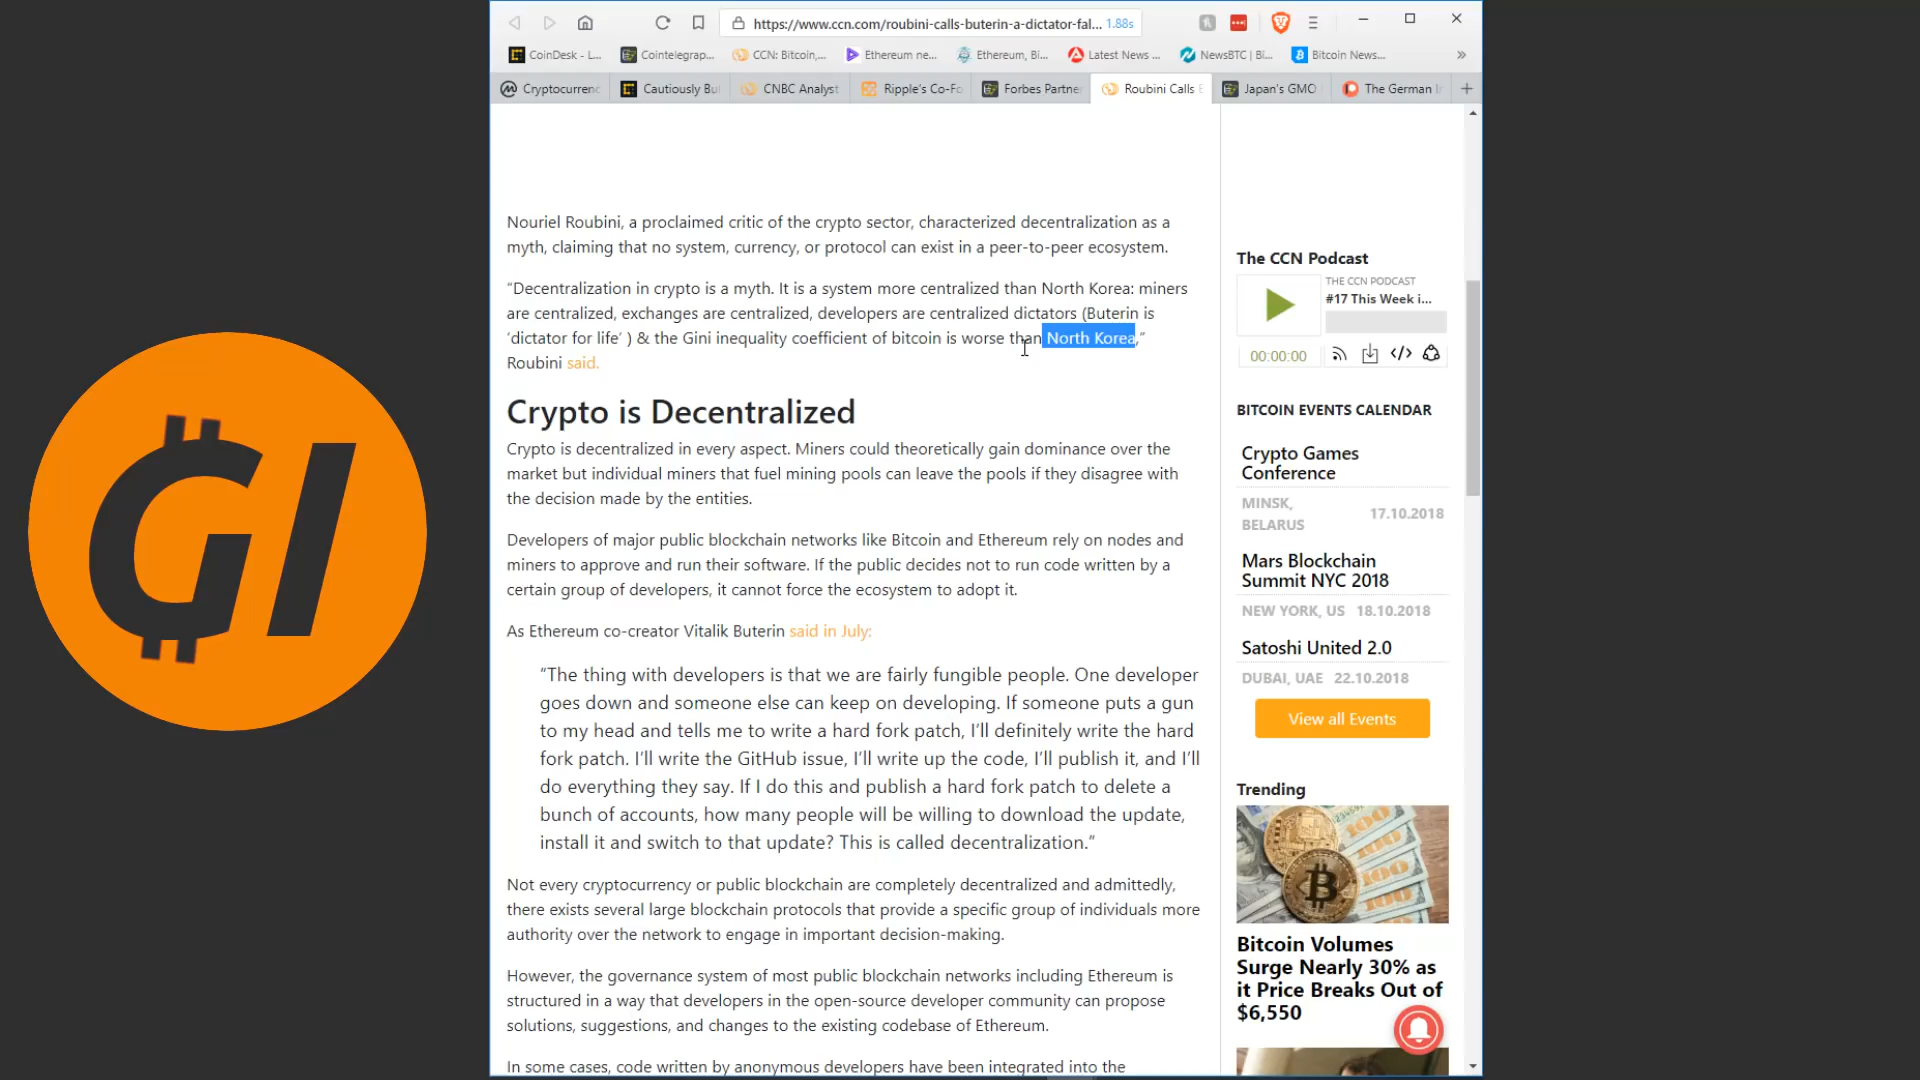 https://www.ccn.com/roubini-calls-buterin-a-dictator-fal... 1.88s
CoinDesk - L...
Cointelegrap...
CCN: Bitcoin,...
Ethereum ne...
Ethereum, Bi...
Latest News ...
NewsBTC | Bi...
Bitcoin News...
»
Cryptocurrenc
Cautiously Bu
CNBC Analyst
Ripple's Co-Fo
Forbes Partne
Roubini Calls
Japan's GMO
The German I
Nouriel Roubini, a proclaimed critic of the crypto sector, characterized decentralization as a
myth, claiming that no system, currency, or protocol can exist in a peer-to-peer ecosystem.
“Decentralization in crypto is a myth. It is a system more centralized than North Korea: miners
are centralized, exchanges are centralized, developers are centralized dictators (Buterin is
‘dictator for life’ ) & the Gini inequality coefficient of bitcoin is worse than North Korea,”
Roubini said.
Crypto is Decentralized
Crypto is decentralized in every aspect. Miners could theoretically gain dominance over the
market but individual miners that fuel mining pools can leave the pools if they disagree with
the decision made by the entities.
Developers of major public blockchain networks like Bitcoin and Ethereum rely on nodes and
miners to approve and run their software. If the public decides not to run code written by a
certain group of developers, it cannot force the ecosystem to adopt it.
As Ethereum co-creator Vitalik Buterin said in July:
“The thing with developers is that we are fairly fungible people. One developer
goes down and someone else can keep on developing. If someone puts a gun
to my head and tells me to write a hard fork patch, I’ll definitely write the hard
fork patch. I’ll write the GitHub issue, I’ll write up the code, I’ll publish it, and I’ll
do everything they say. If I do this and publish a hard fork patch to delete a
bunch of accounts, how many people will be willing to download the update,
install it and switch to that update? This is called decentralization.”
Not every cryptocurrency or public blockchain are completely decentralized and admittedly,
there exists several large blockchain protocols that provide a specific group of individuals more
authority over the network to engage in important decision-making.
However, the governance system of most public blockchain networks including Ethereum is
structured in a way that developers in the open-source developer community can propose
solutions, suggestions, and changes to the existing codebase of Ethereum.
In some cases, code written by anonymous developers have been integrated into the
The CCN Podcast
THE CCN PODCAST
#17 This Week i...
00:00:00
BITCOIN EVENTS CALENDAR
Crypto Games
Conference
MINSK,
BELARUS
17.10.2018
Mars Blockchain
Summit NYC 2018
NEW YORK, US 18.10.2018
Satoshi United 2.0
DUBAI, UAE 22.10.2018
View all Events
Trending
Bitcoin Volumes
Surge Nearly 30% as
it Price Breaks Out of
$6,550
GI